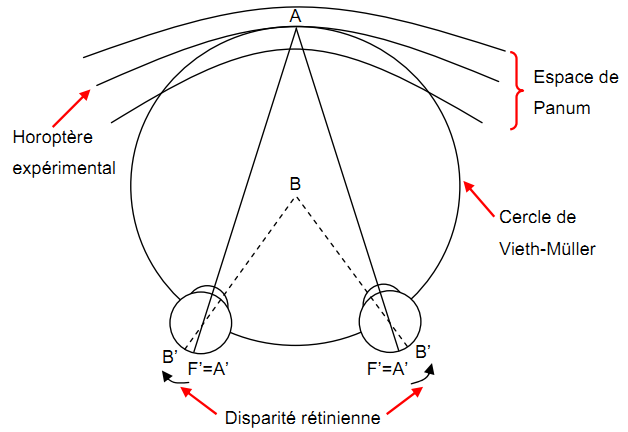 A
Espace de
Panum
Horoptère
expérimental
B
Cercle de
Vieth-Müller
B’
F’=A’
F’=A’
B’
Disparité rétinienne